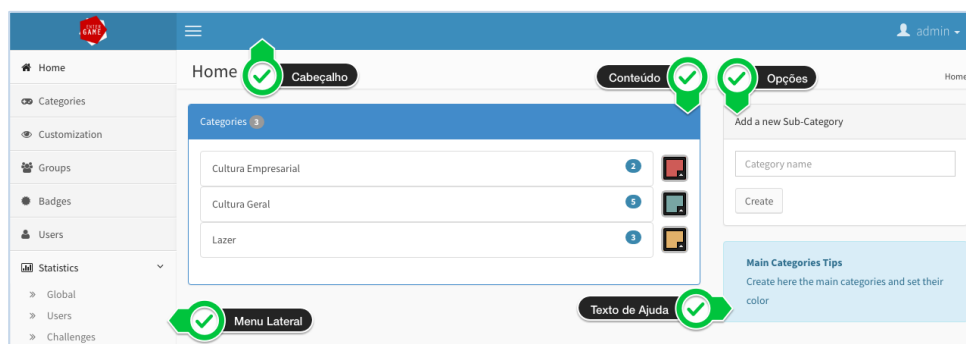 ENTER
GAME
admin
Home
Categories
Customization
Groups
Badges
Users
Statistics
Global
Users
Challenges
Home
Cabeçalho
Conteúdo
Opções
Home
Categories 3
Cultura Empresarial 2
Cultura Geral 5
Lazer 3
Add a new Sub-Category
Category name
Create
Main Categories Tips
Create here the main categories and set their
color
Menu Lateral
Texto de Ajuda